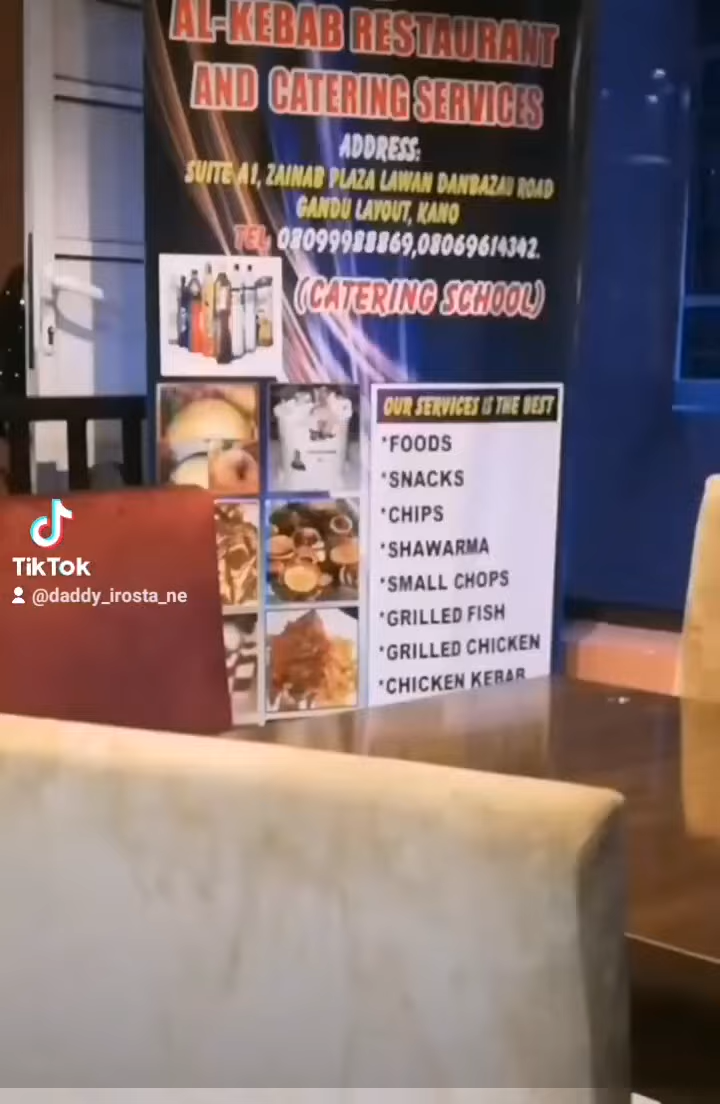 AL-KEBAB RESTAURANT
AND CATERING SERVICES
ADDRESS:
SUITE A1, ZAINAB PLAZA LAWAN DANBAZAU ROAD
GANDU LAYOUT, KANO
TEL 08099988869,08069614342.
(CATERING SCHOOL)
OUR SERVICES IS THE BEST
*FOODS
*SNACKS
*CHIPS
*SHAWARMA
*SMALL CHOPS
*GRILLED FISH
*GRILLED CHICKEN
*CHICKEN KEBAB
TikTok
@daddy_irosta_ne